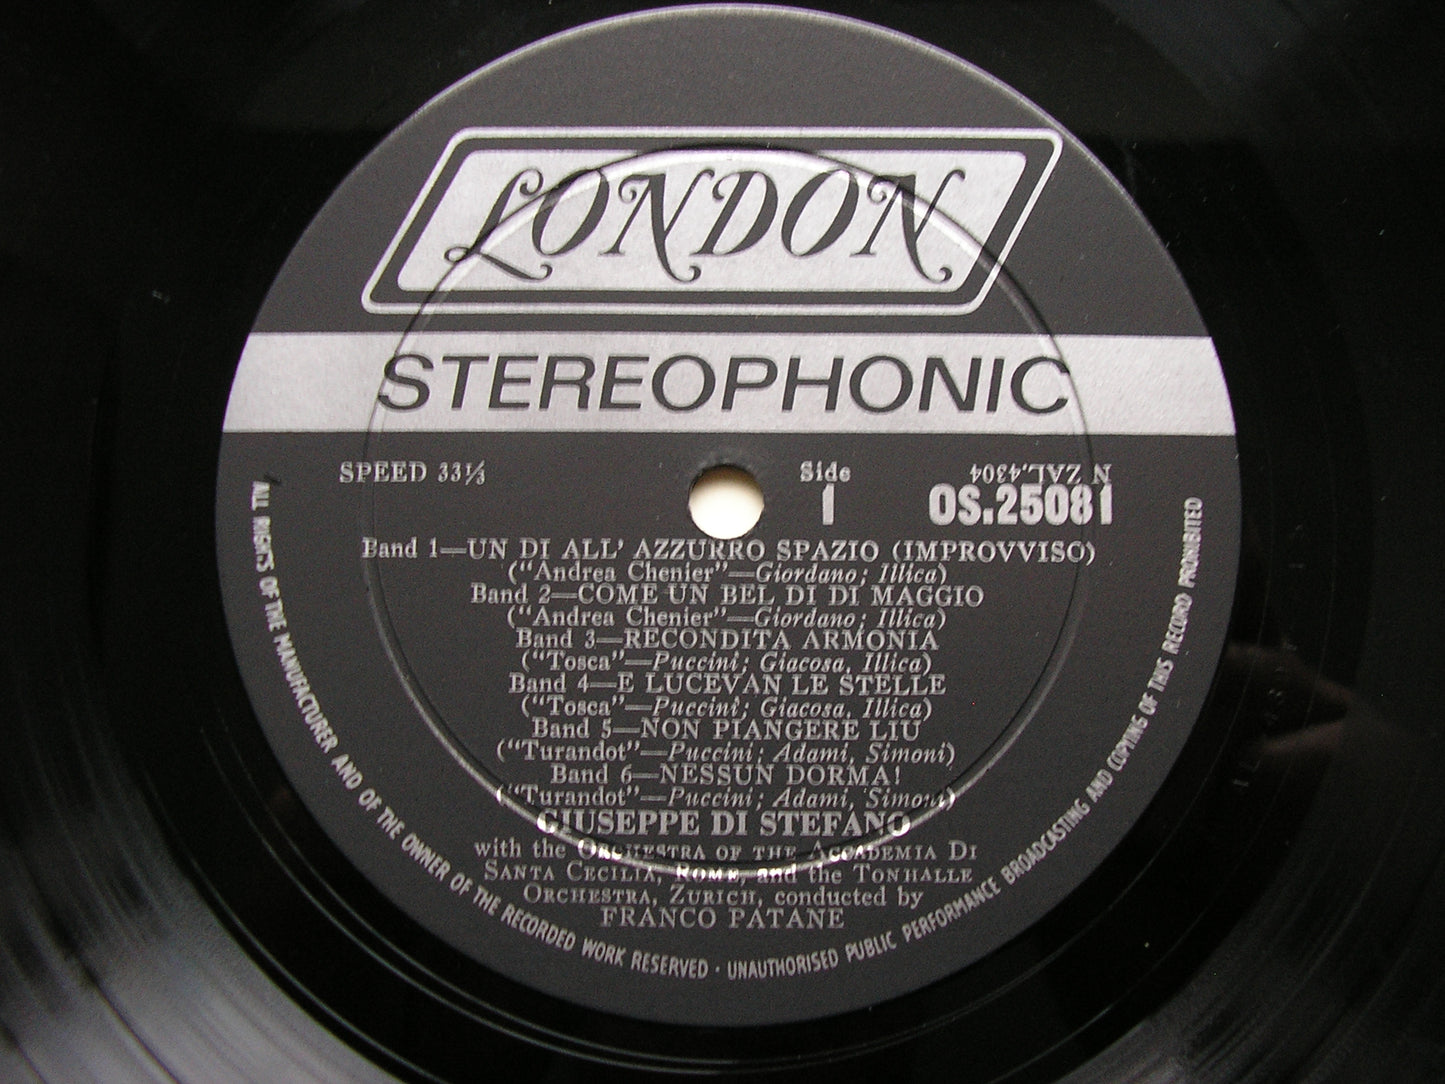 LONDON
STEREOPHONIC
SPEED 33⅓
Side
1
N ZAL.4304
OS.25081
Band 1—UN DI ALL' AZZURRO SPAZIO (IMPROVVISO)
("Andrea Chenier"—Giordano; Illica)
Band 2—COME UN BEL DI DI MAGGIO
("Andrea Chenier"—Giordano; Illica)
Band 3—RECONDITA ARMONIA
("Tosca"—Puccini; Giacosa, Illica)
Band 4—E LUCEVAN LE STELLE
("Tosca"—Puccini; Giacosa, Illica)
Band 5—NON PIANGERE LIU
("Turandot"—Puccini; Adami, Simoni)
Band 6—NESSUN DORMA!
("Turandot"—Puccini; Adami, Simoni)
GIUSEPPE DI STEFANO
with the ORCHESTRA OF THE ACCADEMIA DI
SANTA CECILIA, ROME, and the TONHALLE
ORCHESTRA, ZURICH, conducted by
FRANCO PATANE
ALL RIGHTS OF THE MANUFACTURER AND OF THE OWNER OF THE RECORDED WORK RESERVED · UNAUTHORISED PUBLIC PERFORMANCE BROADCASTING AND COPYING OF THIS RECORD PROHIBITED